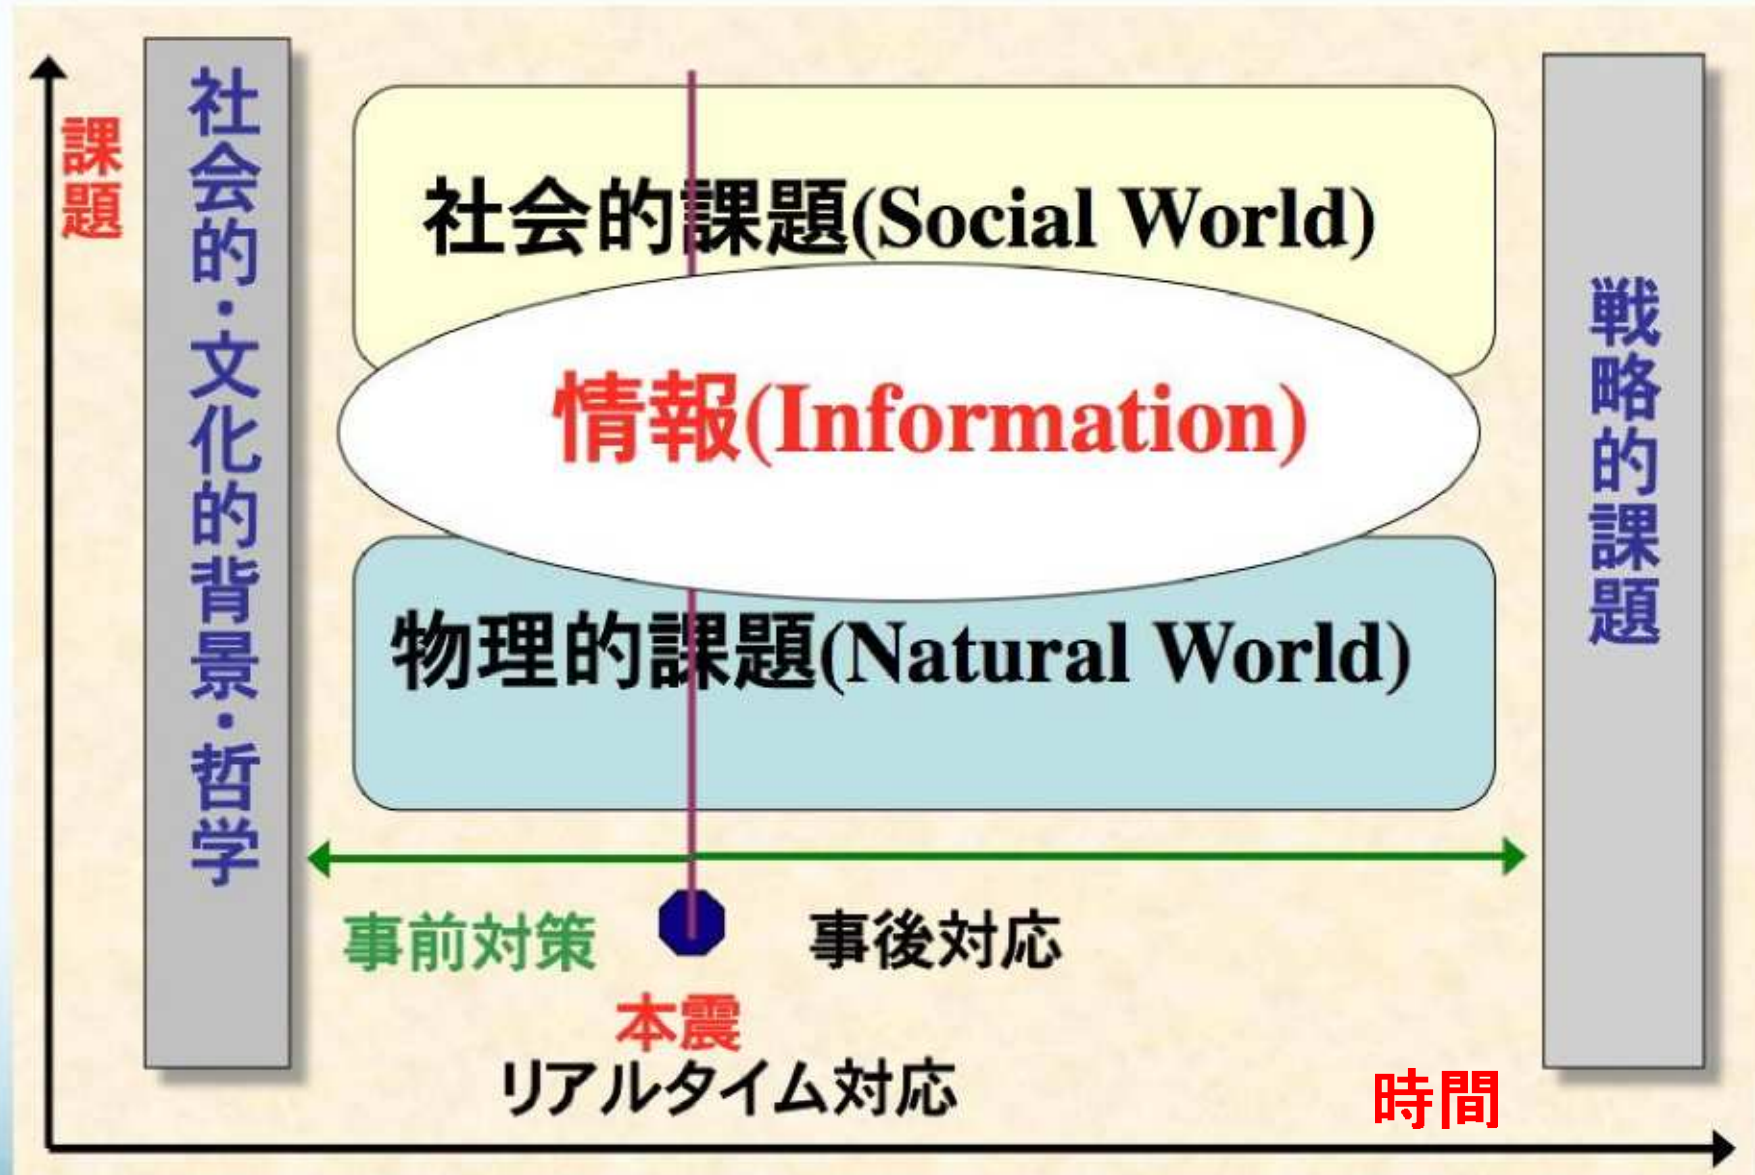 課題
社会的・文化的背景・哲学
社会的課題(Social World)
情報(Information)
物理的課題(Natural World)
戦略的課題
事前対策
事後対応
本震
リアルタイム対応
時間